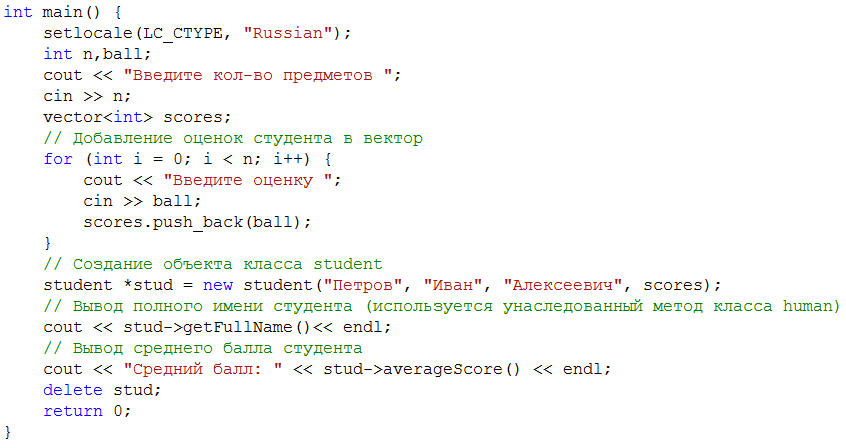 int main() {
    setlocale(LC_CTYPE, "Russian");
    int n,ball;
    cout << "Введите кол-во предметов ";
    cin >> n;
    vector<int> scores;
    // Добавление оценок студента в вектор
    for (int i = 0; i < n; i++) {
        cout << "Введите оценку ";
        cin >> ball;
        scores.push_back(ball);
    }
    // Создание объекта класса student
    student *stud = new student("Петров", "Иван", "Алексеевич", scores);
    // Вывод полного имени студента (используется унаследованный метод класса human)
    cout << stud->getFullName()<< endl;
    // Вывод среднего балла студента
    cout << "Средний балл: " << stud->averageScore() << endl;
    delete stud;
    return 0;
}